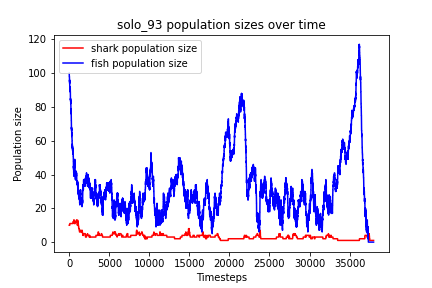 solo_93 population sizes over time
shark population size
fish population size
120
100
80
60
40
20
0
Population size
0 5000 10000 15000 20000 25000 30000 35000
Timesteps